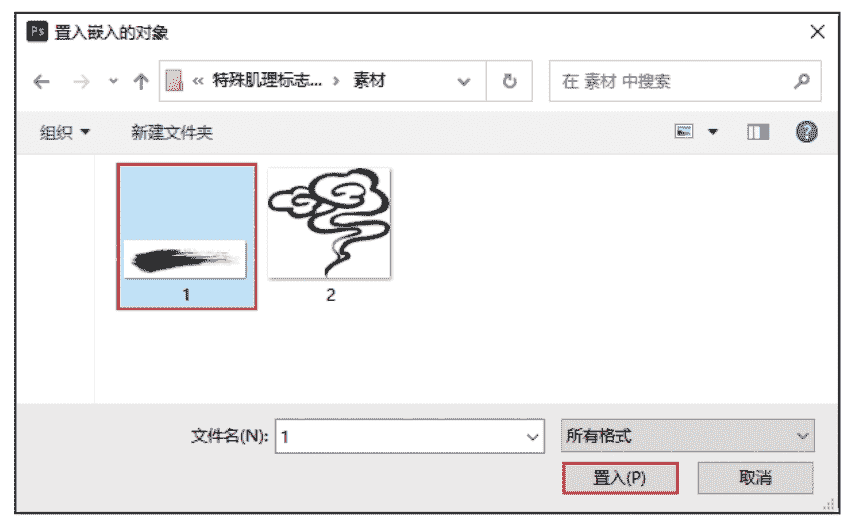 Ps 置入嵌入的对象
« 特殊肌理标志... › 素材
在 素材 中搜索
组织 新建文件夹
1 2
文件名(N): 1 所有格式
置入(P) 取消